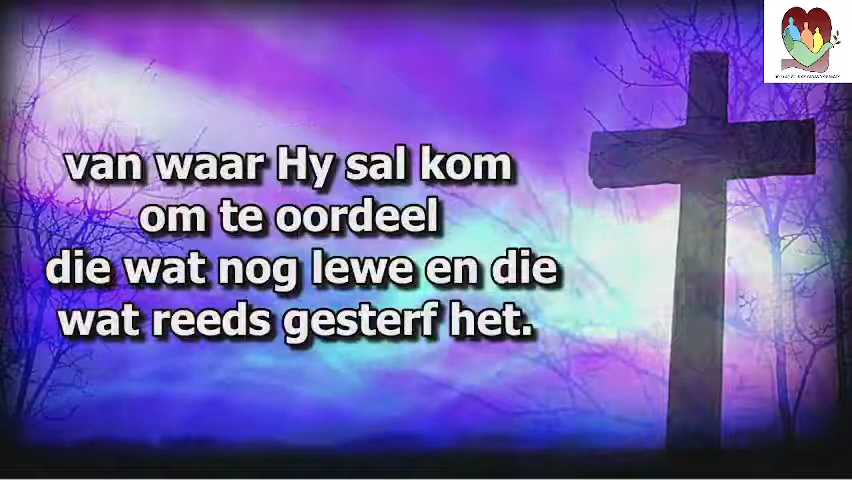 van waar Hy sal kom
om te oordeel
die wat nog lewe en die
wat reeds gesterf het.